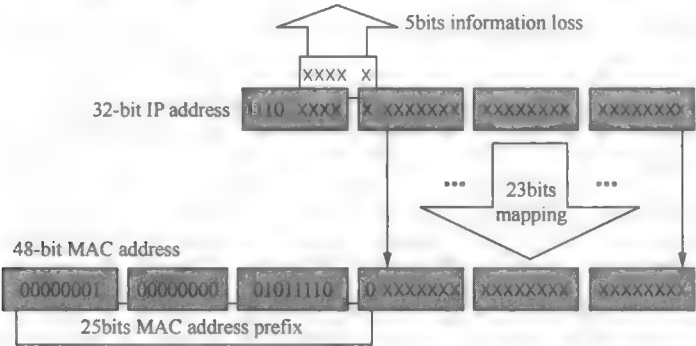 5bits information loss
XXXX X
32-bit IP address 1110 XXXX X XXXXXXX XXXXXXXX XXXXXXXX
... 23bits ...
mapping
48-bit MAC address
00000001 00000000 01011110 0 XXXXXXX XXXXXXXX XXXXXXXX
25bits MAC address prefix